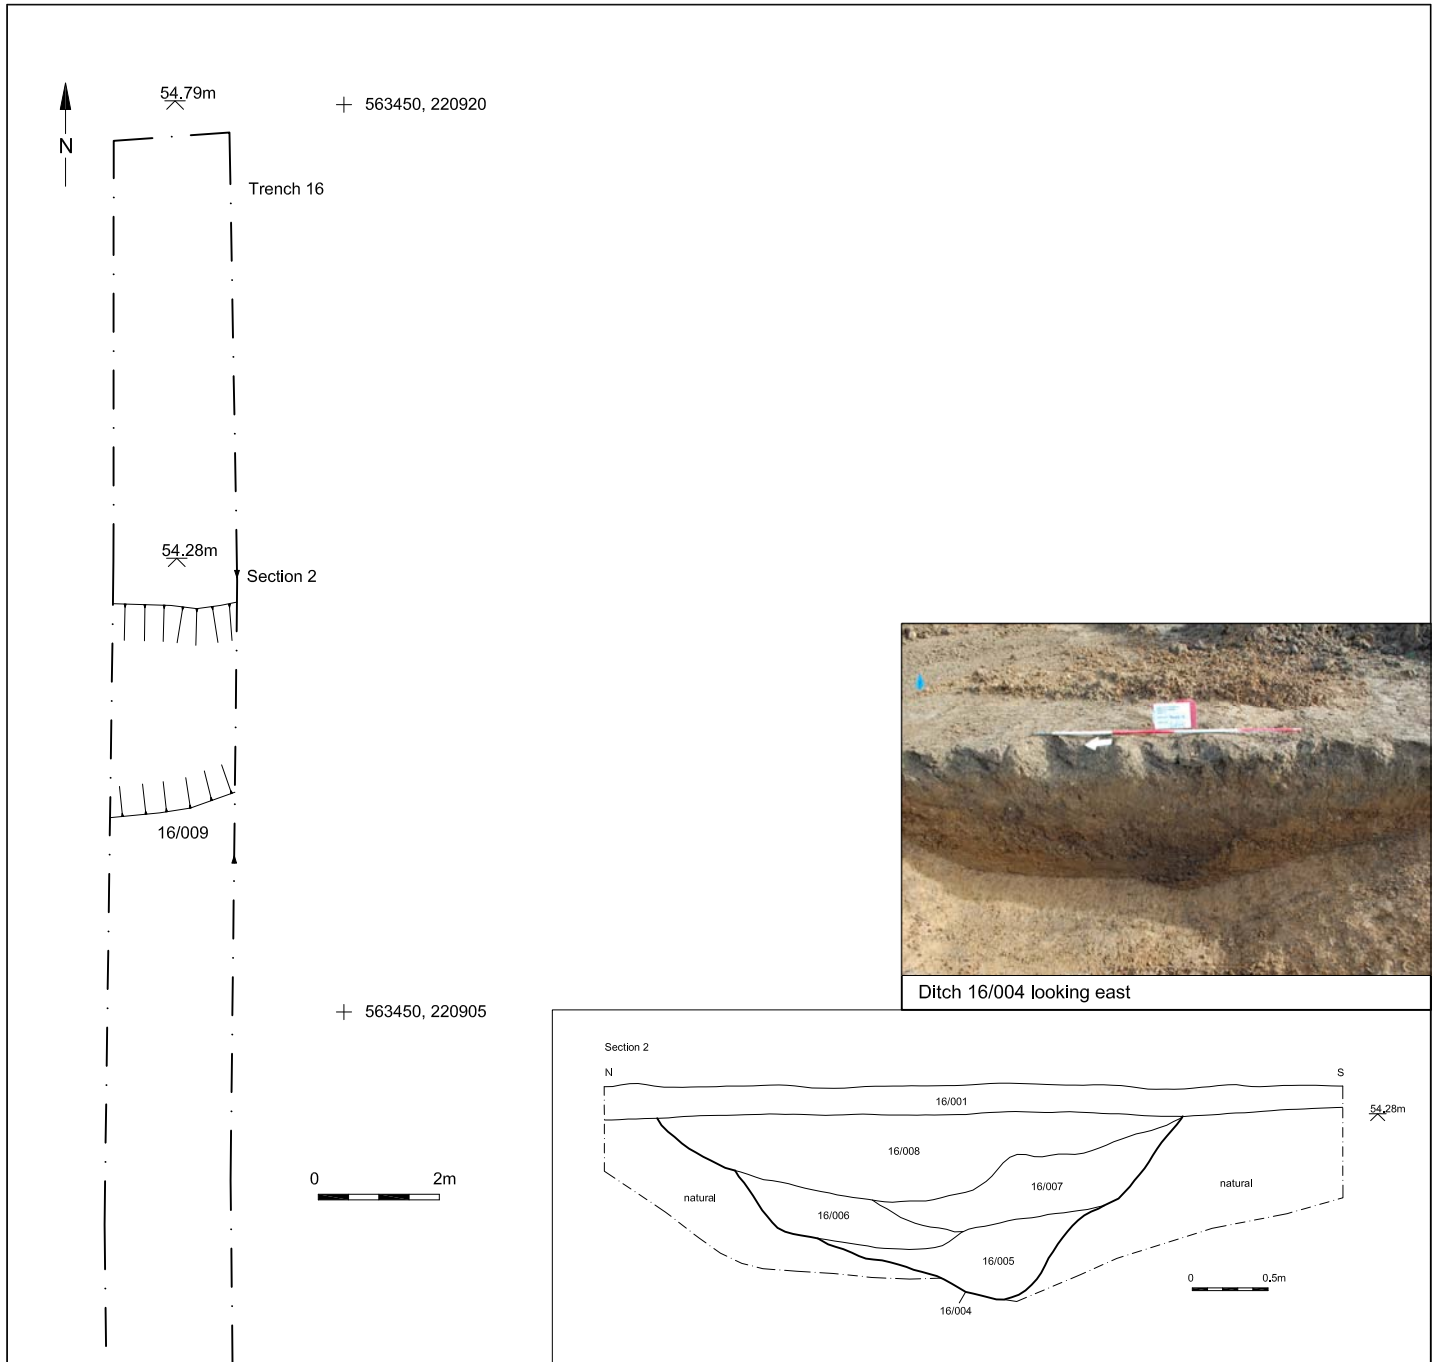 54.79m
563450, 220920
N
Trench 16
54.28m
Section 2
16/009
563450, 220905
0 2m
Ditch 16/004 looking east
Section 2
N S
16/001
54.28m
16/008
16/007
natural
natural
16/006
16/005
0 0.5m
16/004